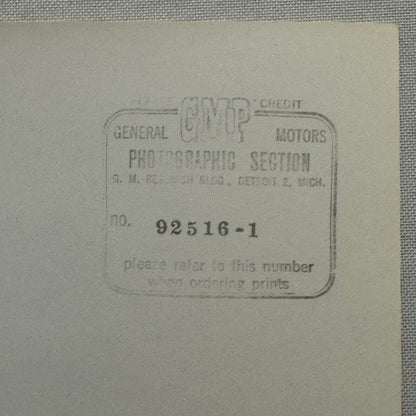 GMP CREDIT
GENERAL MOTORS
PHOTOGRAPHIC SECTION
G. M. RESEARCH BLDG., DETROIT 2, MICH.
no. 92516-1
please refer to this number
when ordering prints